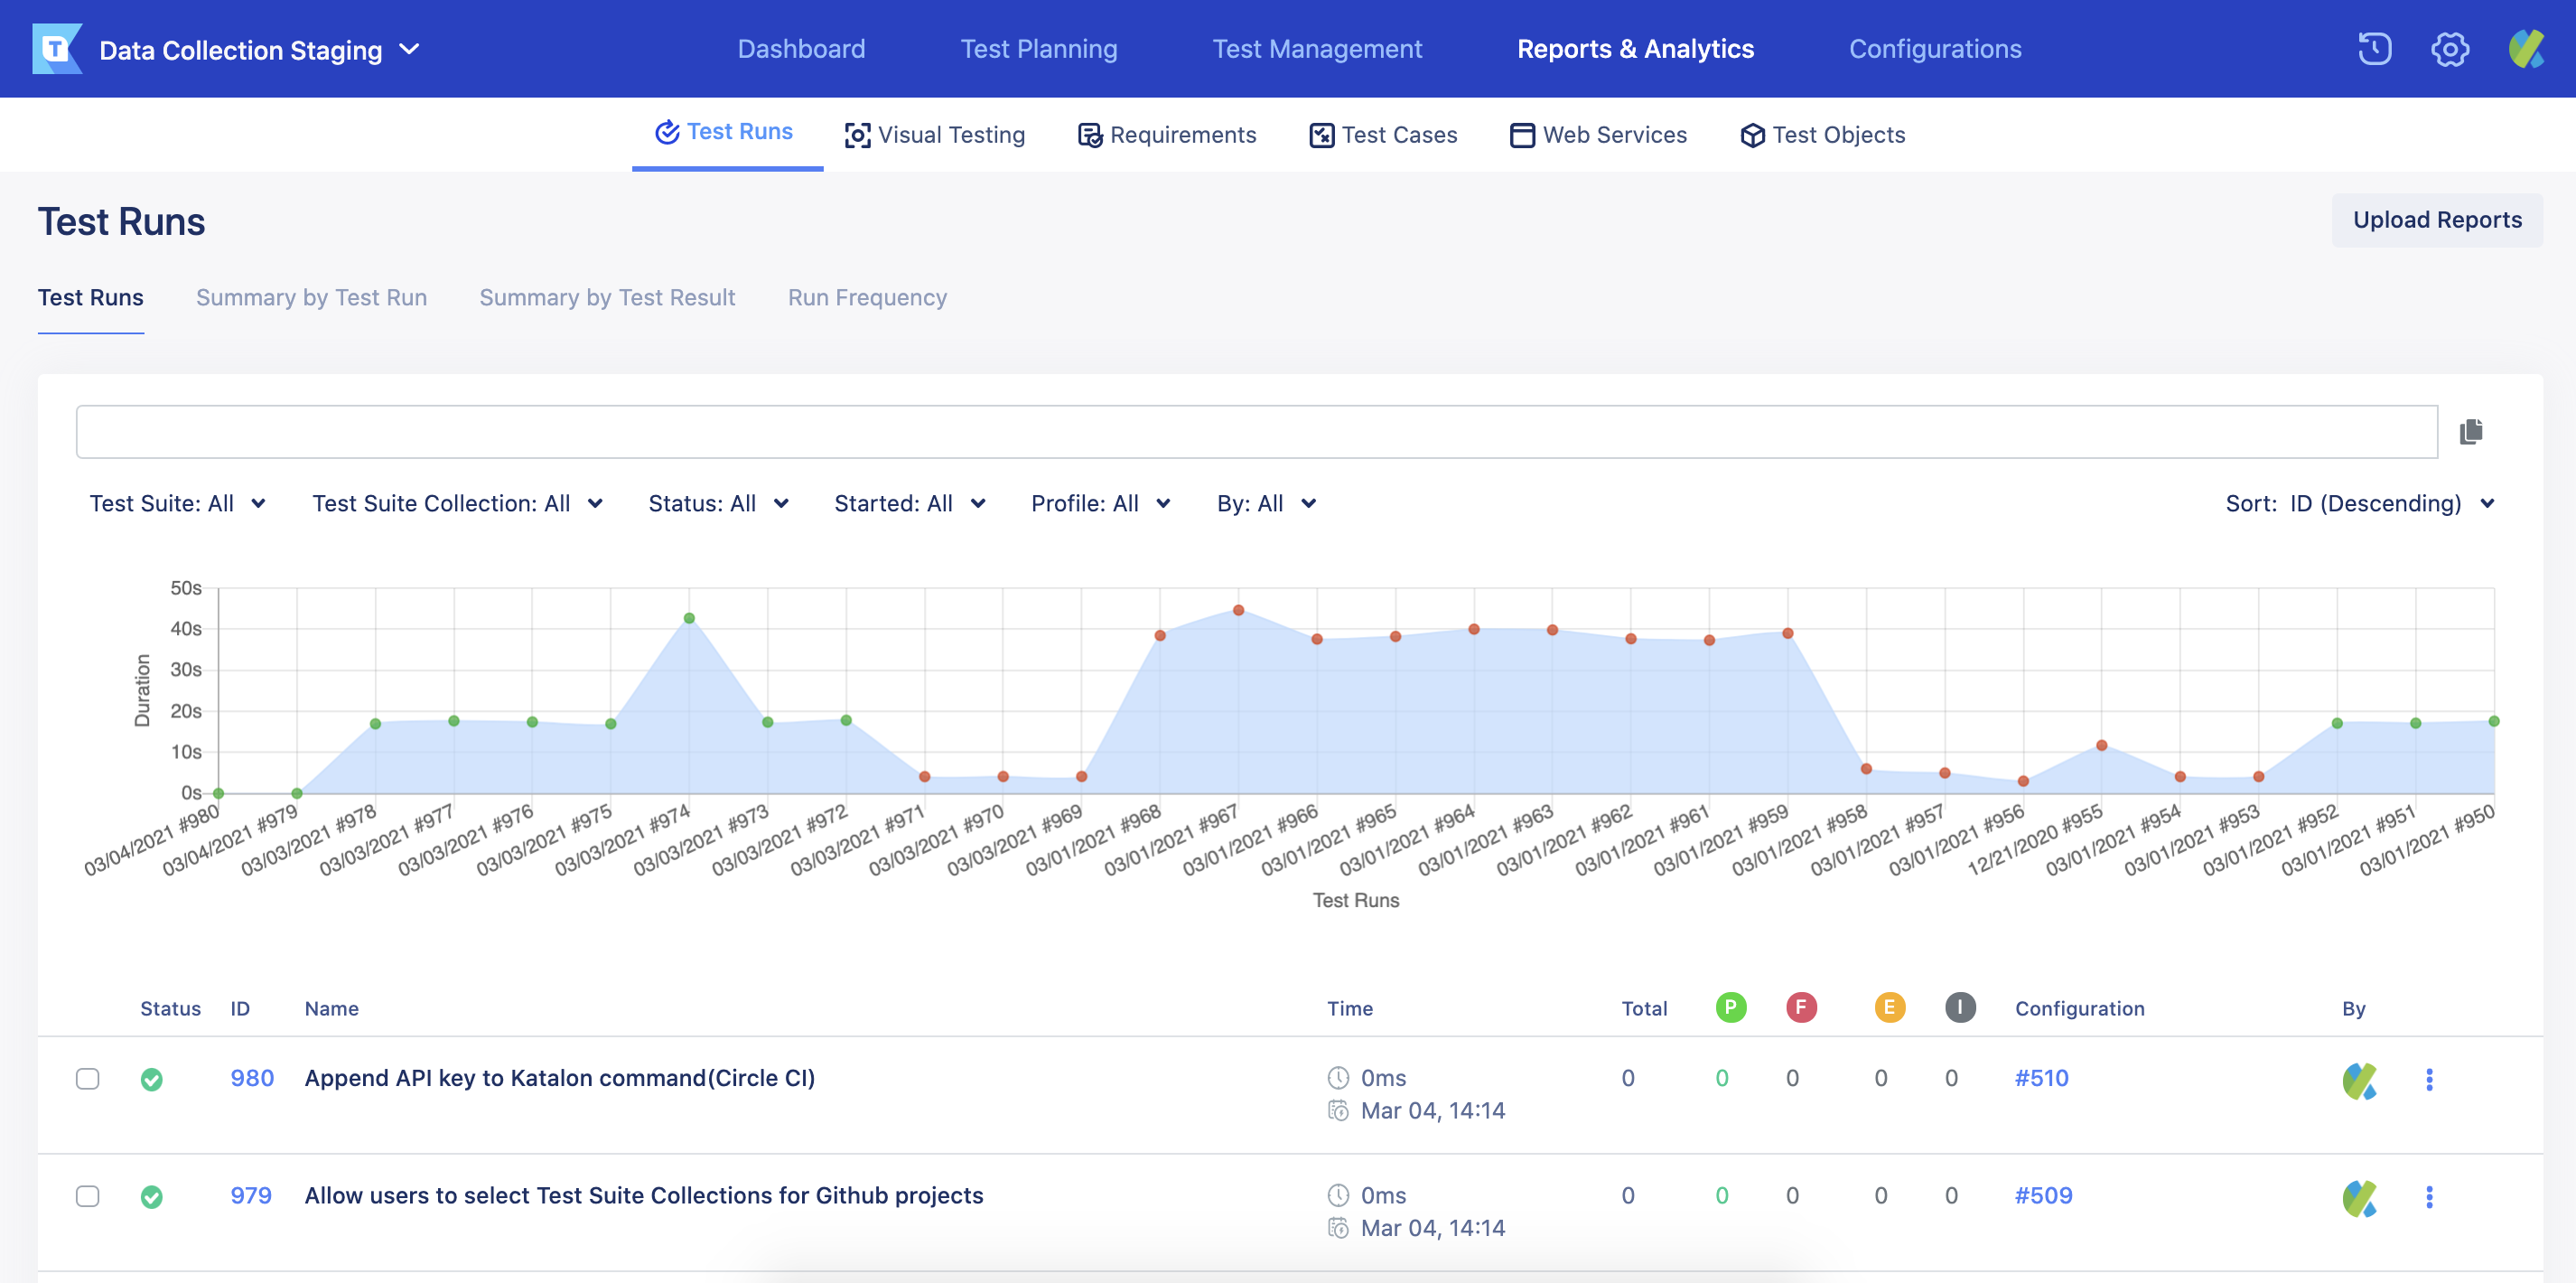 T Data Collection Staging
Dashboard
Test Planning
Test Management
Reports & Analytics
Configurations
Test Runs
Visual Testing
Requirements
Test Cases
Web Services
Test Objects
Test Runs
Upload Reports
Test Runs
Summary by Test Run
Summary by Test Result
Run Frequency
Test Suite: All
Test Suite Collection: All
Status: All
Started: All
Profile: All
By: All
Sort: ID (Descending)
Duration
50s
40s
30s
20s
10s
0s
03/04/2021 #980
03/04/2021 #979
03/03/2021 #978
03/03/2021 #977
03/03/2021 #976
03/03/2021 #975
03/03/2021 #974
03/03/2021 #973
03/03/2021 #972
03/03/2021 #971
03/03/2021 #970
03/03/2021 #969
03/01/2021 #968
03/01/2021 #967
03/01/2021 #966
03/01/2021 #965
03/01/2021 #964
03/01/2021 #963
03/01/2021 #962
03/01/2021 #961
03/01/2021 #959
03/01/2021 #958
03/01/2021 #957
03/01/2021 #956
12/21/2020 #955
03/01/2021 #954
03/01/2021 #953
03/01/2021 #952
03/01/2021 #951
03/01/2021 #950
Test Runs
Status ID Name Time Total P F E I Configuration By
980 Append API key to Katalon command(Circle CI) 0ms 0 0 0 0 0 #510
Mar 04, 14:14
979 Allow users to select Test Suite Collections for Github projects 0ms 0 0 0 0 0 #509
Mar 04, 14:14